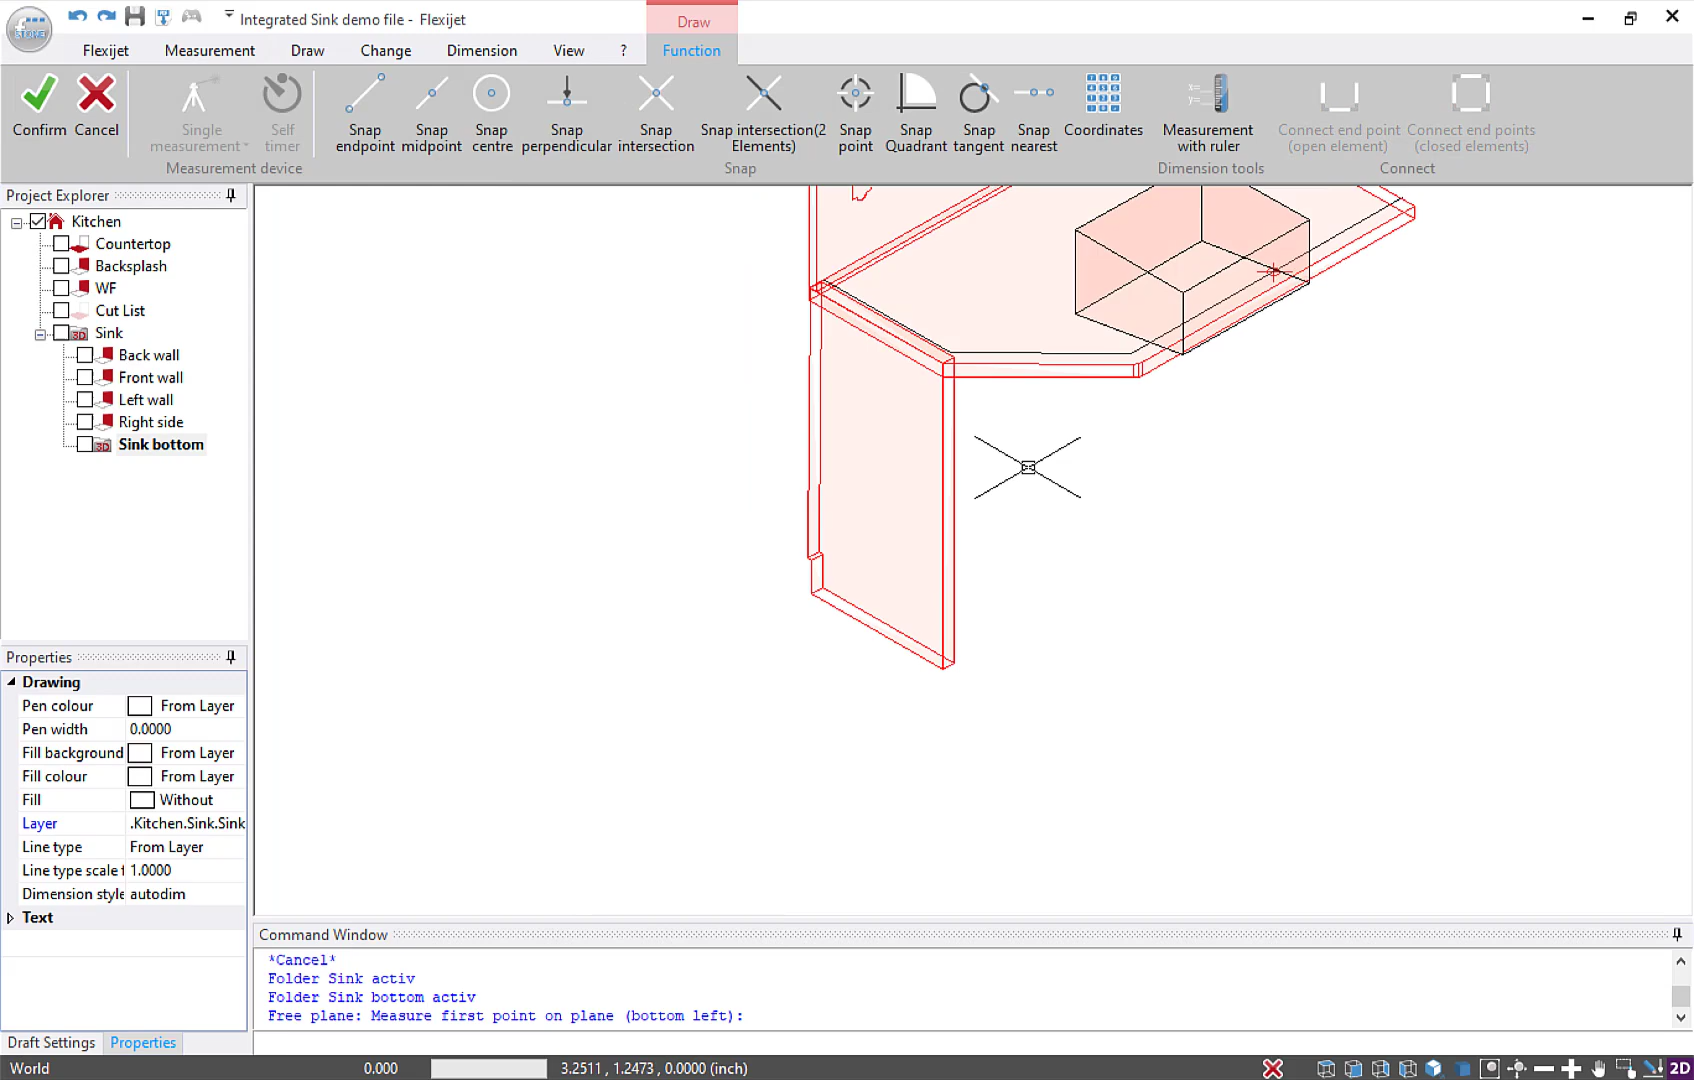 Integrated Sink demo file - Flexijet
Draw
Flexijet Measurement Draw Change Dimension View ? Function
Confirm Cancel
Single measurement
Self timer
Measurement device
Snap endpoint
Snap midpoint
Snap centre
Snap perpendicular
Snap intersection
Snap intersection(2 Elements)
Snap point
Snap Quadrant
Snap tangent
Snap nearest
Snap
Coordinates
Measurement with ruler
Dimension tools
Connect end point (open element)
Connect end points (closed elements)
Connect
Project Explorer
Kitchen
Countertop
Backsplash
WF
Cut List
3D Sink
Back wall
Front wall
Left wall
Right side
3D Sink bottom
Properties
Drawing
Pen colour From Layer
Pen width 0.0000
Fill background From Layer
Fill colour From Layer
Fill Without
Layer .Kitchen.Sink.Sink
Line type From Layer
Line type scale f 1.0000
Dimension style autodim
Text
Draft Settings Properties
Command Window
*Cancel*
Folder Sink activ
Folder Sink bottom activ
Free plane: Measure first point on plane (bottom left):
World 0.000 3.2511 , 1.2473 , 0.0000 (inch) 2D